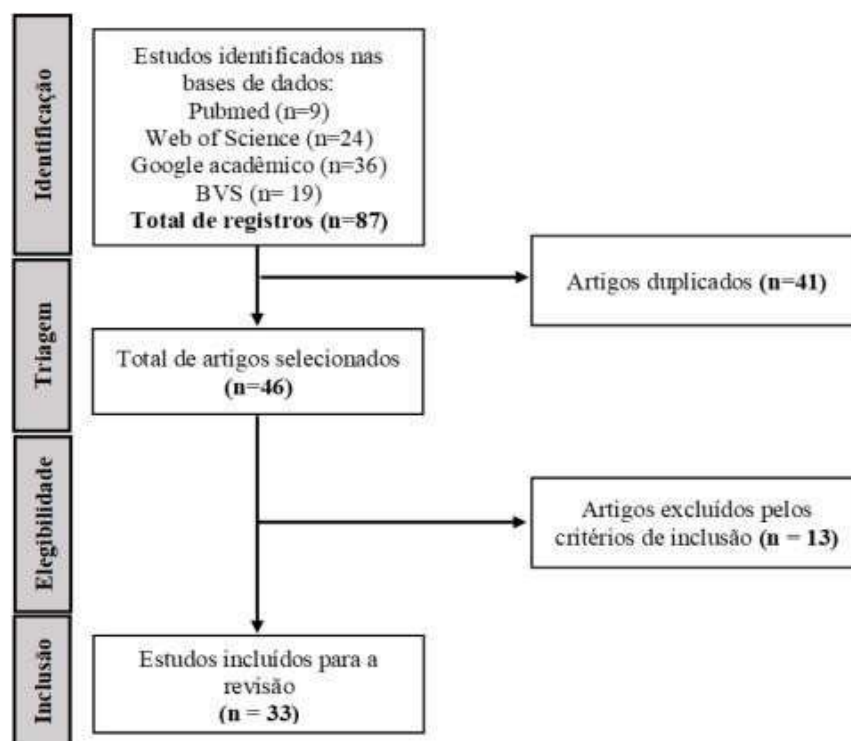 Identificação
Estudos identificados nas
bases de dados:
Pubmed (n=9)
Web of Science (n=24)
Google acadêmico (n=36)
BVS (n= 19)
Total de registros (n=87)
Artigos duplicados (n=41)
Triagem
Total de artigos selecionados
(n=46)
Elegibilidade
Artigos excluídos pelos
critérios de inclusão (n = 13)
Inclusão
Estudos incluídos para a
revisão
(n = 33)